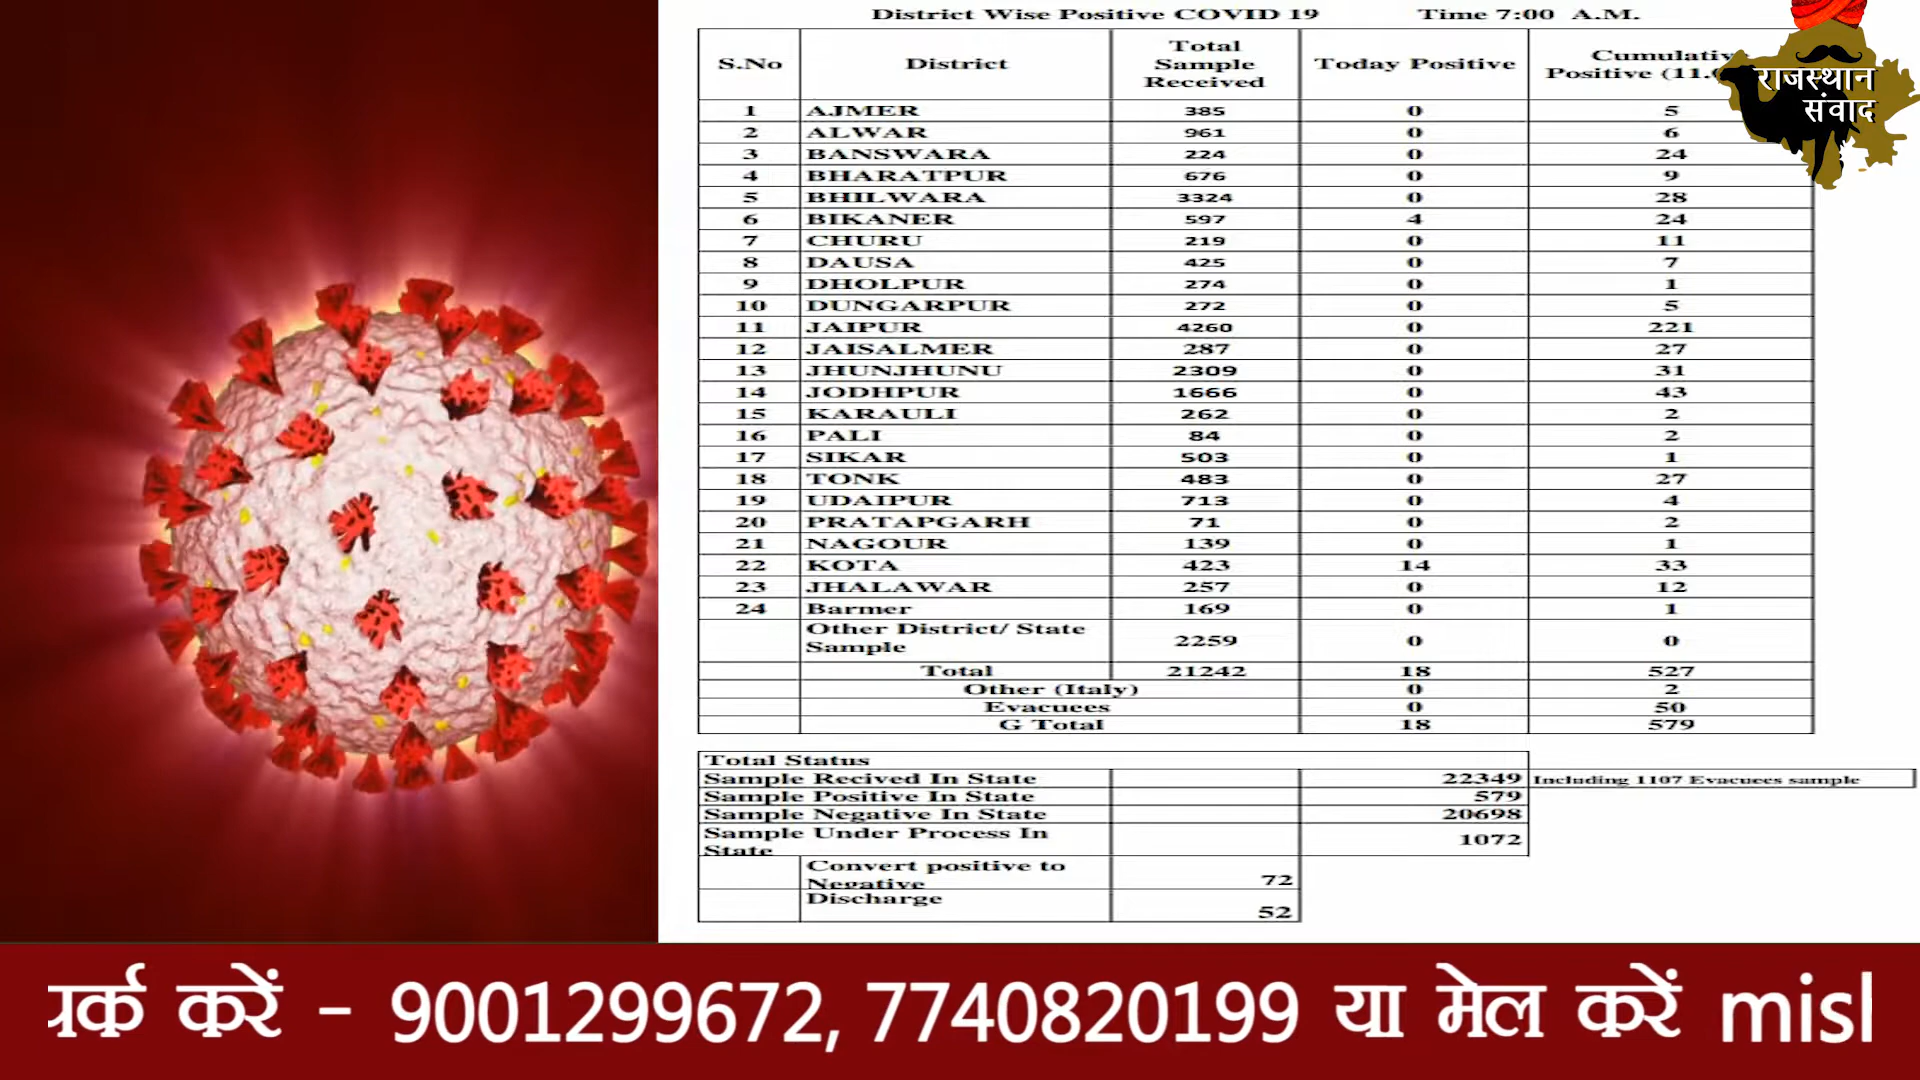 District Wise Positive COVID 19 Time 7:00 A.M.
S.No District Total Sample Received Today Positive Cumulative Positive (11.
राजस्थान
संवाद
1 AJMER 385 0 5
2 ALWAR 961 0 6
3 BANSWARA 224 0 24
4 BHARATPUR 676 0 9
5 BHILWARA 3324 0 28
6 BIKANER 597 4 24
7 CHURU 219 0 11
8 DAUSA 425 0 7
9 DHOLPUR 274 0 1
10 DUNGARPUR 272 0 5
11 JAIPUR 4260 0 221
12 JAISALMER 287 0 27
13 JHUNJHUNU 2309 0 31
14 JODHPUR 1666 0 43
15 KARAULI 262 0 2
16 PALI 84 0 2
17 SIKAR 503 0 1
18 TONK 483 0 27
19 UDAIPUR 713 0 4
20 PRATAPGARH 71 0 2
21 NAGOUR 139 0 1
22 KOTA 423 14 33
23 JHALAWAR 257 0 12
24 Barmer 169 0 1
Other District/ State Sample 2259 0 0
Total 21242 18 527
Other (Italy) 0 2
Evacuees 0 50
G Total 18 579
Total Status
Sample Recived In State 22349 Including 1107 Evacuees sample
Sample Positive In State 579
Sample Negative In State 20698
Sample Under Process In State 1072
Convert positive to Negative 72
Discharge 52
र्क करें - 9001299672, 7740820199 या मेल करें misl